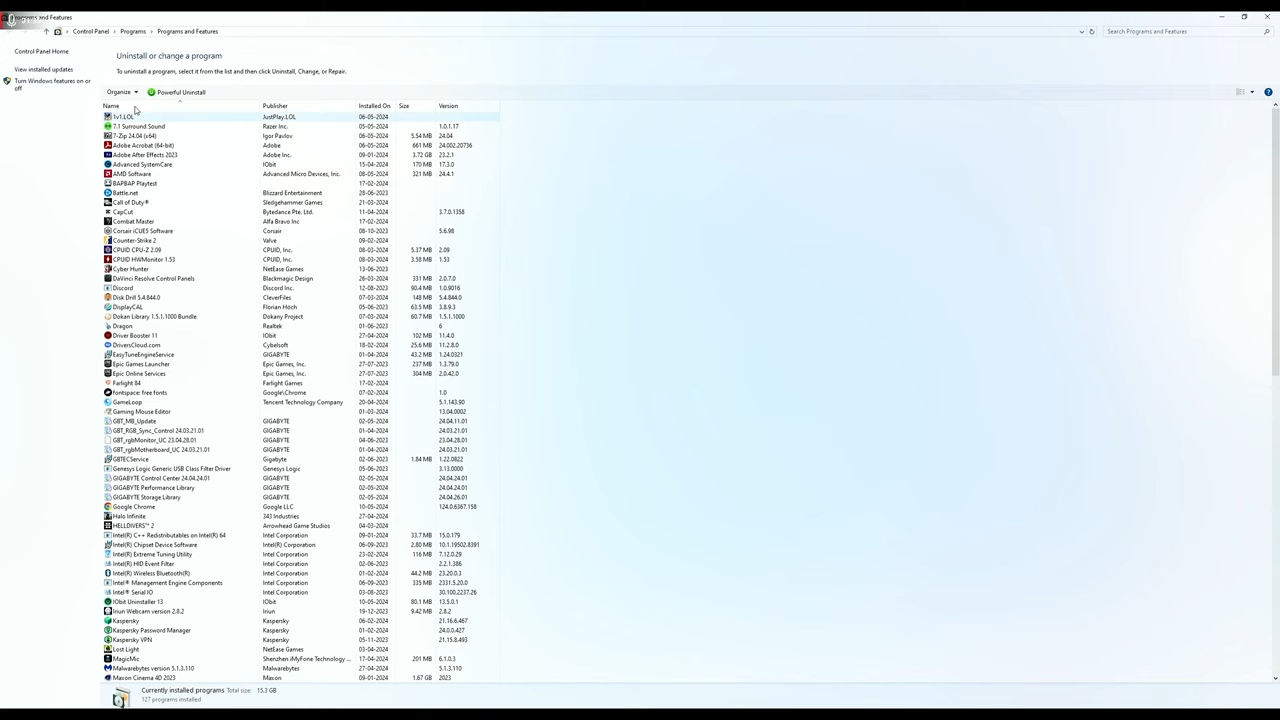 Programs and Features
Control Panel > Programs > Programs and Features
Search Programs and Features
Control Panel Home
View installed updates
Turn Windows features on or off
Uninstall or change a program
To uninstall a program, select it from the list and then click Uninstall, Change, or Repair.
Organize Powerful Uninstall
Name Publisher Installed On Size Version
1v1.LOL JustPlay.LOL 06-05-2024
7.1 Surround Sound Razer Inc. 05-05-2024 1.0.1.17
7-Zip 24.04 (x64) Igor Pavlov 06-05-2024 5.54 MB 24.04
Adobe Acrobat (64-bit) Adobe 06-05-2024 661 MB 24.002.20736
Adobe After Effects 2023 Adobe Inc. 09-01-2024 3.72 GB 23.2.1
Advanced SystemCare IObit 15-04-2024 170 MB 17.3.0
AMD Software Advanced Micro Devices, Inc. 08-05-2024 321 MB 24.4.1
BAPBAP Playtest 17-02-2024
Battle.net Blizzard Entertainment 28-06-2023
Call of Duty® Sledgehammer Games 21-03-2024
CapCut Bytedance Pte. Ltd. 11-04-2024 3.7.0.1358
Combat Master Alfa Bravo Inc 17-02-2024
Corsair iCUE5 Software Corsair 08-10-2023 5.6.98
Counter-Strike 2 Valve 09-02-2024
CPUID CPU-Z 2.09 CPUID, Inc. 08-03-2024 5.37 MB 2.09
CPUID HWMonitor 1.53 CPUID, Inc. 08-03-2024 3.58 MB 1.53
Cyber Hunter NetEase Games 13-06-2023
DaVinci Resolve Control Panels Blackmagic Design 26-03-2024 331 MB 2.0.7.0
Discord Discord Inc. 12-08-2023 90.4 MB 1.0.9016
Disk Drill 5.4.844.0 CleverFiles 07-03-2024 148 MB 5.4.844.0
DisplayCAL Florian Höch 05-06-2023 63.5 MB 3.8.9.3
Dokan Library 1.5.1.1000 Bundle Dokany Project 07-03-2024 60.7 MB 1.5.1.1000
Dragon Realtek 01-06-2023 6
Driver Booster 11 IObit 27-04-2024 102 MB 11.4.0
DriversCloud.com Cybelsoft 18-02-2024 25.6 MB 11.2.8.0
EasyTuneEngineService GIGABYTE 01-04-2024 43.2 MB 1.24.0321
Epic Games Launcher Epic Games, Inc. 27-07-2023 237 MB 1.3.79.0
Epic Online Services Epic Games, Inc. 27-07-2023 304 MB 2.0.42.0
Farlight 84 Farlight Games 17-02-2024
fontspace: free fonts Google\Chrome 07-02-2024 1.0
GameLoop Tencent Technology Company 20-04-2024 5.1.143.90
Gaming Mouse Editor 01-03-2024 13.04.0002
GBT_MB_Update GIGABYTE 02-05-2024 24.04.11.01
GBT_RGB_Sync_Control 24.03.21.01 GIGABYTE 01-04-2024 24.03.21.01
GBT_rgbMonitor_UC 23.04.28.01 GIGABYTE 04-06-2023 23.04.28.01
GBT_rgbMotherboard_UC 24.03.21.01 GIGABYTE 01-04-2024 24.03.21.01
GBTECService Gigabyte 02-06-2023 1.84 MB 1.22.0822
Genesys Logic Generic USB Class Filter Driver Genesys Logic 05-06-2023 3.13.0000
GIGABYTE Control Center 24.04.24.01 GIGABYTE 02-05-2024 24.04.24.01
GIGABYTE Performance Library GIGABYTE 02-05-2024 24.04.24.01
GIGABYTE Storage Library GIGABYTE 02-05-2024 24.04.26.01
Google Chrome Google LLC 10-05-2024 124.0.6367.158
Halo Infinite 343 Industries 27-04-2024
HELLDIVERS™ 2 Arrowhead Game Studios 04-03-2024
Intel(R) C++ Redistributables on Intel(R) 64 Intel Corporation 09-01-2024 33.7 MB 15.0.179
Intel(R) Chipset Device Software Intel(R) Corporation 02-06-2023 2.80 MB 10.1.19502.8391
Intel(R) Extreme Tuning Utility Intel Corporation 23-02-2024 116 MB 7.12.0.29
Intel(R) HID Event Filter Intel Corporation 02-06-2023 2.2.1.386
Intel(R) Wireless Bluetooth(R) Intel Corporation 01-02-2024 44.2 MB 23.20.0.3
Intel® Management Engine Components Intel Corporation 06-09-2023 335 MB 2331.5.20.0
Intel® Serial IO Intel Corporation 03-08-2023 30.100.2237.26
IObit Uninstaller 13 IObit 10-05-2024 80.1 MB 13.5.0.1
Iriun Webcam version 2.8.2 Iriun 19-12-2023 9.42 MB 2.8.2
Kaspersky Kaspersky 06-02-2024 21.16.6.467
Kaspersky Password Manager Kaspersky 01-02-2024 24.0.0.427
Kaspersky VPN Kaspersky 05-11-2023 21.15.8.493
Lost Light NetEase Games 03-05-2024
MagicMic Shenzhen iMyFone Technology ... 17-04-2024 201 MB 6.1.0.3
Malwarebytes version 5.1.3.110 Malwarebytes 27-04-2024 5.1.3.110
Maxon Cinema 4D 2023 Maxon 09-01-2024 1.67 GB 2023
Currently installed programs Total size: 15.3 GB
127 programs installed